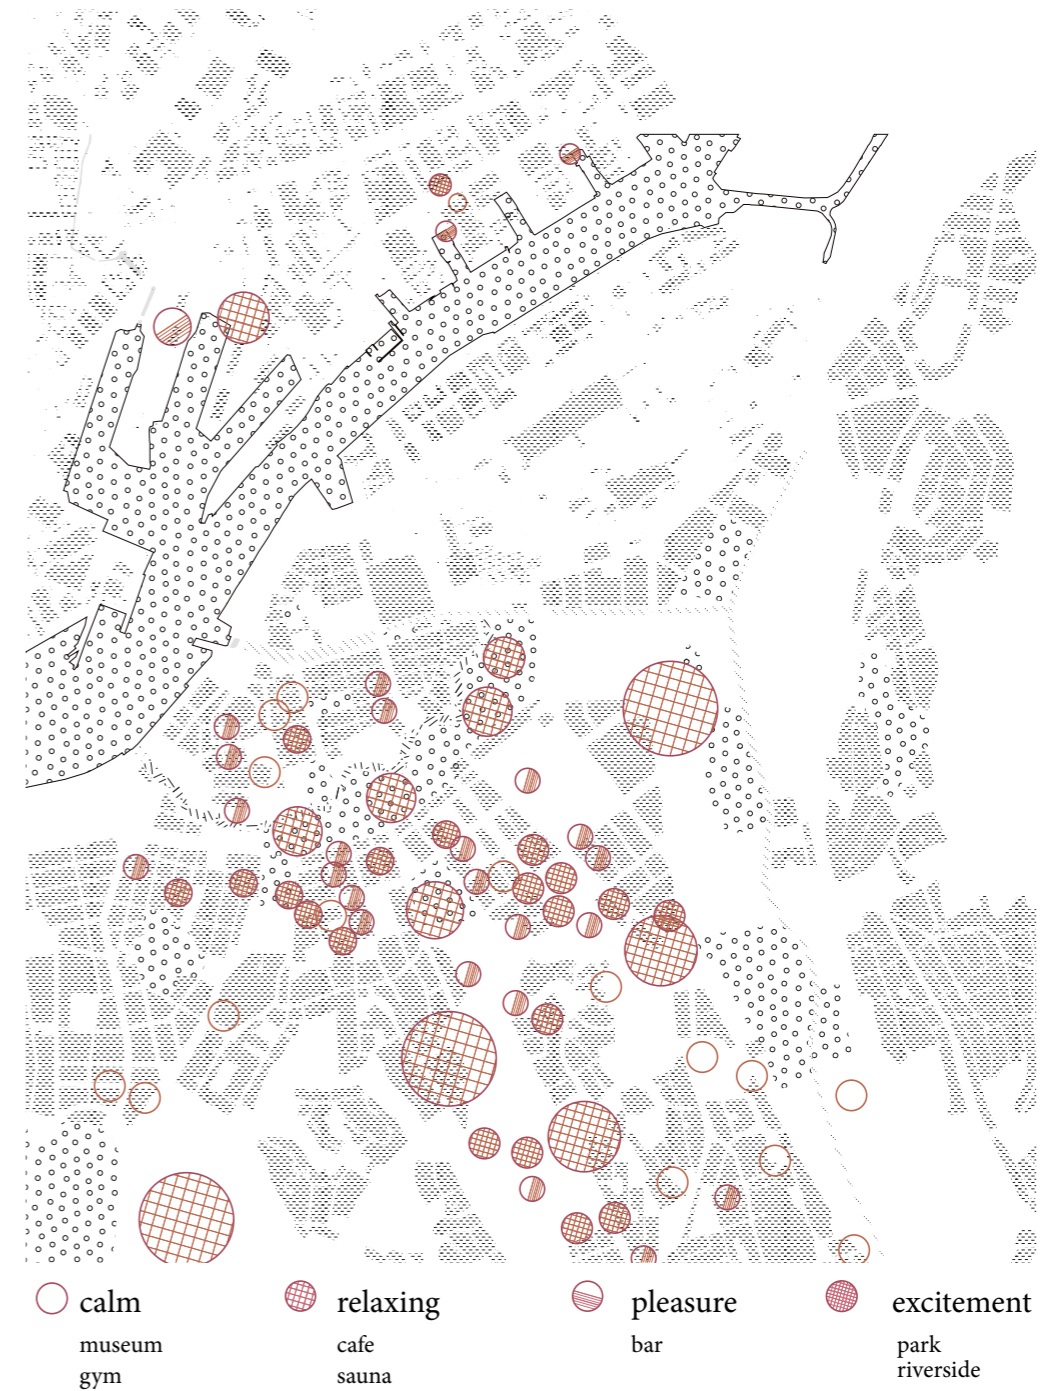 calm
museum
gym
relaxing
cafe
sauna
pleasure
bar
excitement
park
riverside